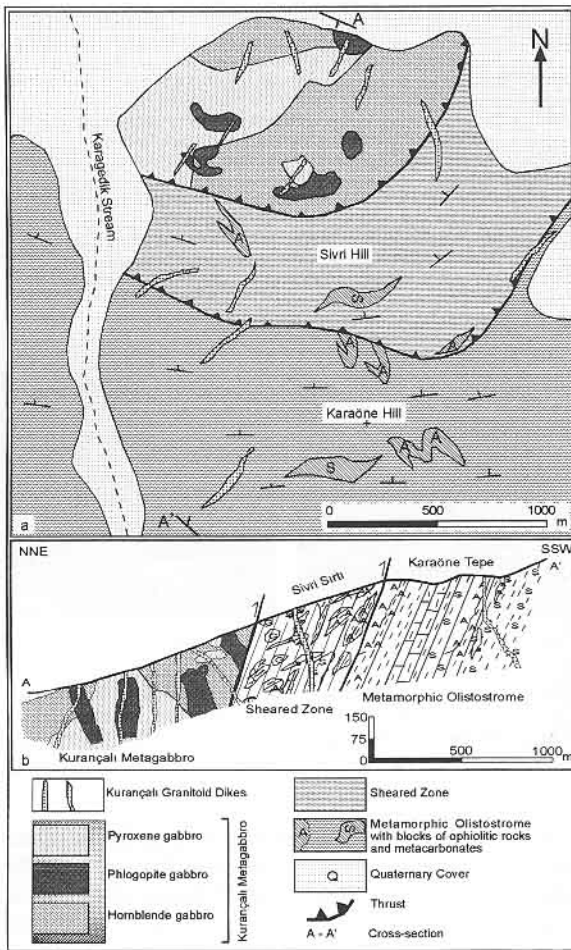 A
N
Karagedik Stream
A
Sivri Hill
S
A
A
A
Karaöne Hill
A
A
S
A'
0 500 1000
m
a
NNE
SSW
Karaöne Tepe
A'
Sivri Sırtı
A
Sheared Zone
Metamorphic Olistostrome
150
75
500 1000
m
b
Kurançalı Metagabbro
Kurançalı Granitoid Dikes
Pyroxene gabbro
Phlogopite gabbro
Hornblende gabbro
Kurançalı Metagabbro
Sheared Zone
A S
Metamorphic Olistostrome
with blocks of ophiolitic rocks
and metacarbonates
Q
Quaternary Cover
Thrust
A - A' Cross-section